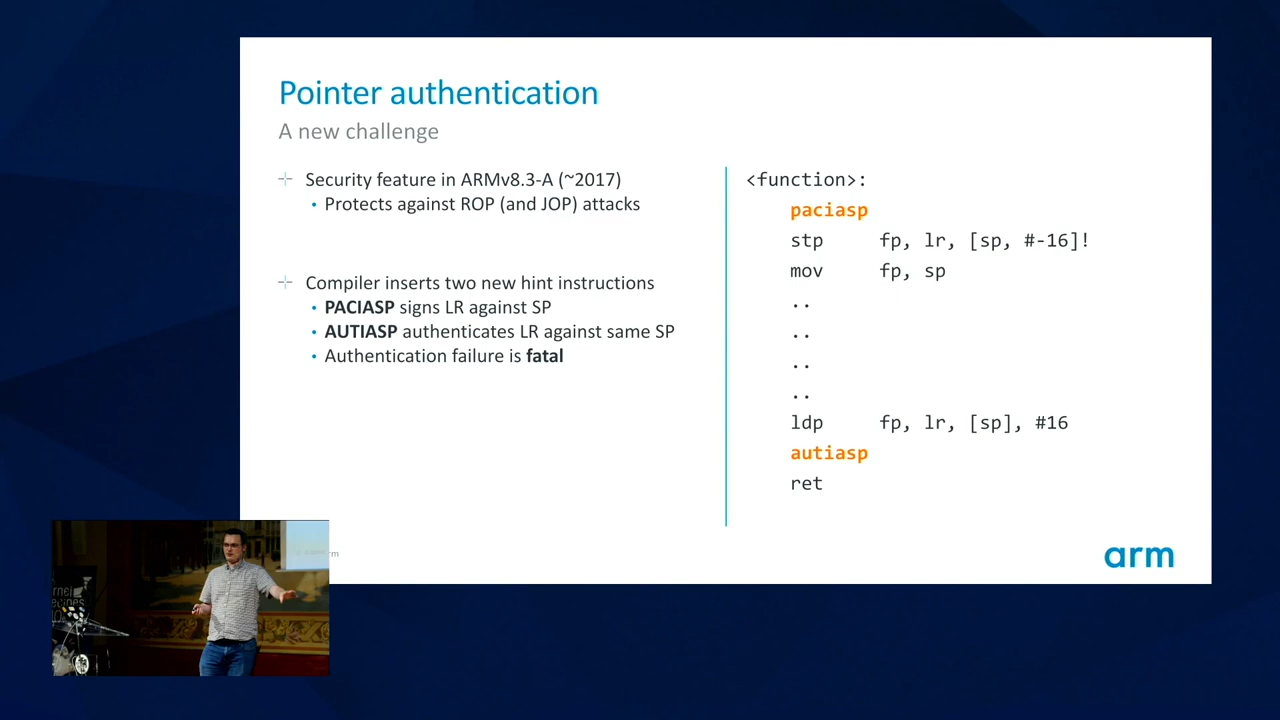 Pointer authentication
A new challenge
Security feature in ARMv8.3-A (~2017)
• Protects against ROP (and JOP) attacks
Compiler inserts two new hint instructions
• PACIASP signs LR against SP
• AUTIASP authenticates LR against same SP
• Authentication failure is fatal
<function>:
paciasp
stp fp, lr, [sp, #-16]!
mov fp, sp
..
..
..
..
ldp fp, lr, [sp], #16
autiasp
ret
arm